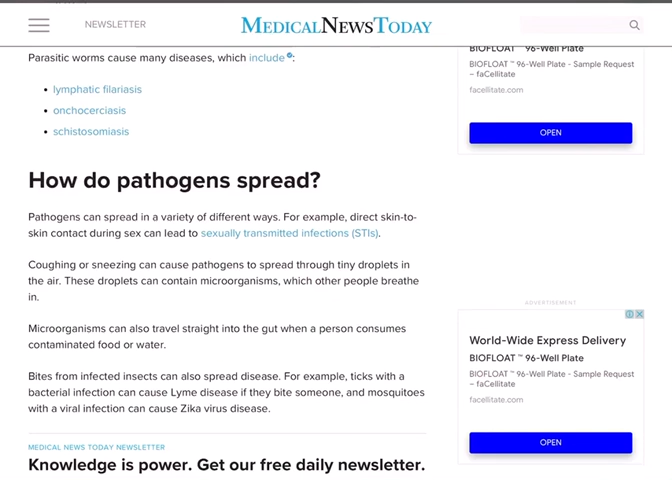 NEWSLETTER
MEDICALNEWSTODAY
Parasitic worms cause many diseases, which include:
• lymphatic filariasis
• onchocerciasis
• schistosomiasis
How do pathogens spread?
Pathogens can spread in a variety of different ways. For example, direct skin-to-
skin contact during sex can lead to sexually transmitted infections (STIs).
Coughing or sneezing can cause pathogens to spread through tiny droplets in
the air. These droplets can contain microorganisms, which other people breathe
in.
Microorganisms can also travel straight into the gut when a person consumes
contaminated food or water.
Bites from infected insects can also spread disease. For example, ticks with a
bacterial infection can cause Lyme disease if they bite someone, and mosquitoes
with a viral infection can cause Zika virus disease.
MEDICAL NEWS TODAY NEWSLETTER
Knowledge is power. Get our free daily newsletter.
BIOFLOAT ™ 96-Well Plate
BIOFLOAT ™ 96-Well Plate - Sample Request
– faCellitate
facellitate.com
OPEN
ADVERTISEMENT
World-Wide Express Delivery
BIOFLOAT ™ 96-Well Plate
BIOFLOAT ™ 96-Well Plate - Sample Request
– faCellitate
facellitate.com
OPEN